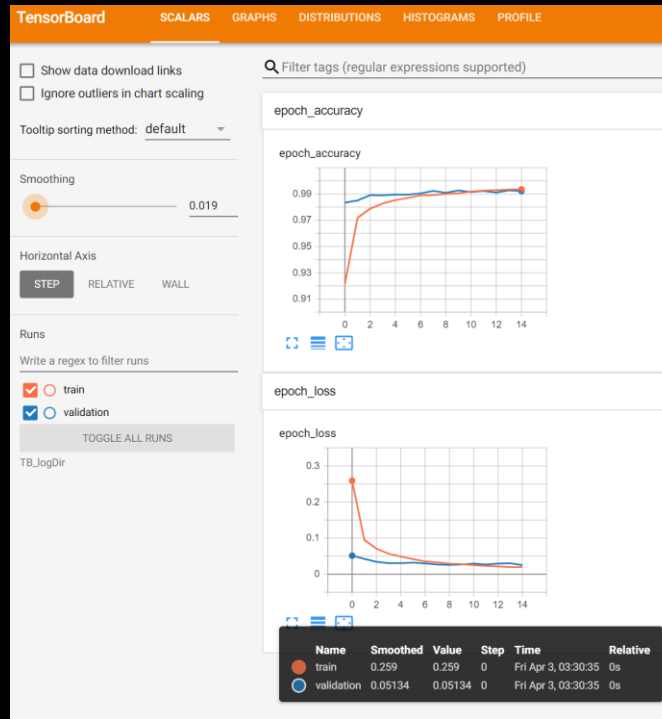 TensorBoard SCALARS GRAPHS DISTRIBUTIONS HISTOGRAMS PROFILE
Show data download links
Ignore outliers in chart scaling
Tooltip sorting method: default
Smoothing
0.019
Horizontal Axis
STEP RELATIVE WALL
Runs
Write a regex to filter runs
train
validation
TOGGLE ALL RUNS
TB_logDir
Filter tags (regular expressions supported)
epoch_accuracy
epoch_accuracy
0.99
0.97
0.95
0.93
0.91
0 2 4 6 8 10 12 14
epoch_loss
epoch_loss
0.3
0.2
0.1
0
0 2 4 6 8 10 12 14
Name Smoothed Value Step Time Relative
train 0.259 0.259 0 Fri Apr 3, 03:30:35 0s
validation 0.05134 0.05134 0 Fri Apr 3, 03:30:35 0s